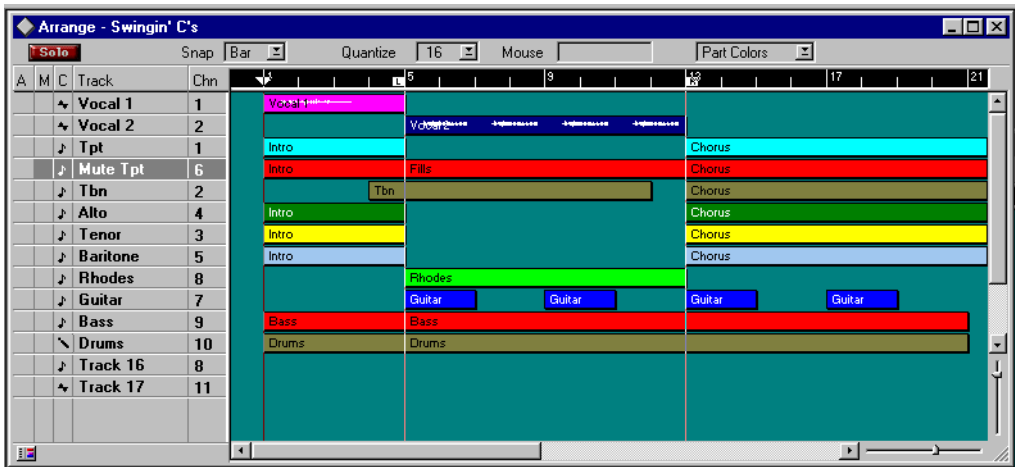 Arrange - Swingin' C's
Solo Snap Bar Quantize 16 Mouse Part Colors
A M C Track Chn 1 L 5 9 13 R 17 21
Vocal 1 1 Vocal 1
Vocal 2 2 Vocal 2
Tpt 1 Intro Chorus
Mute Tpt 6 Intro Fills Chorus
Tbn 2 Tbn Chorus
Alto 4 Intro Chorus
Tenor 3 Intro Chorus
Baritone 5 Intro Chorus
Rhodes 8 Rhodes
Guitar 7 Guitar Guitar Guitar Guitar
Bass 9 Bass Bass
Drums 10 Drums Drums
Track 16 8
Track 17 11